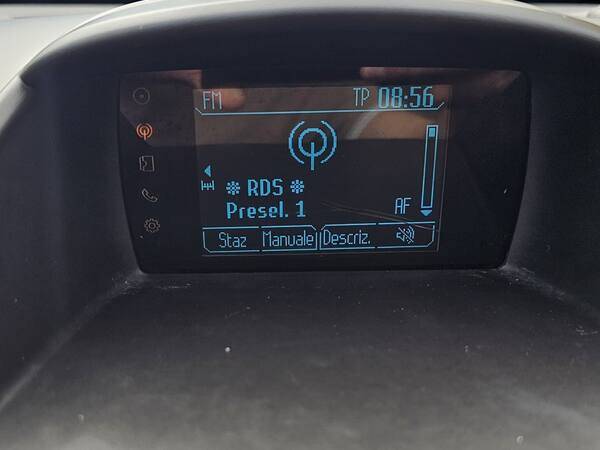 FM TP 08:56
❊ RDS ❊
Presel. 1 AF
Staz Manuale Descriz.